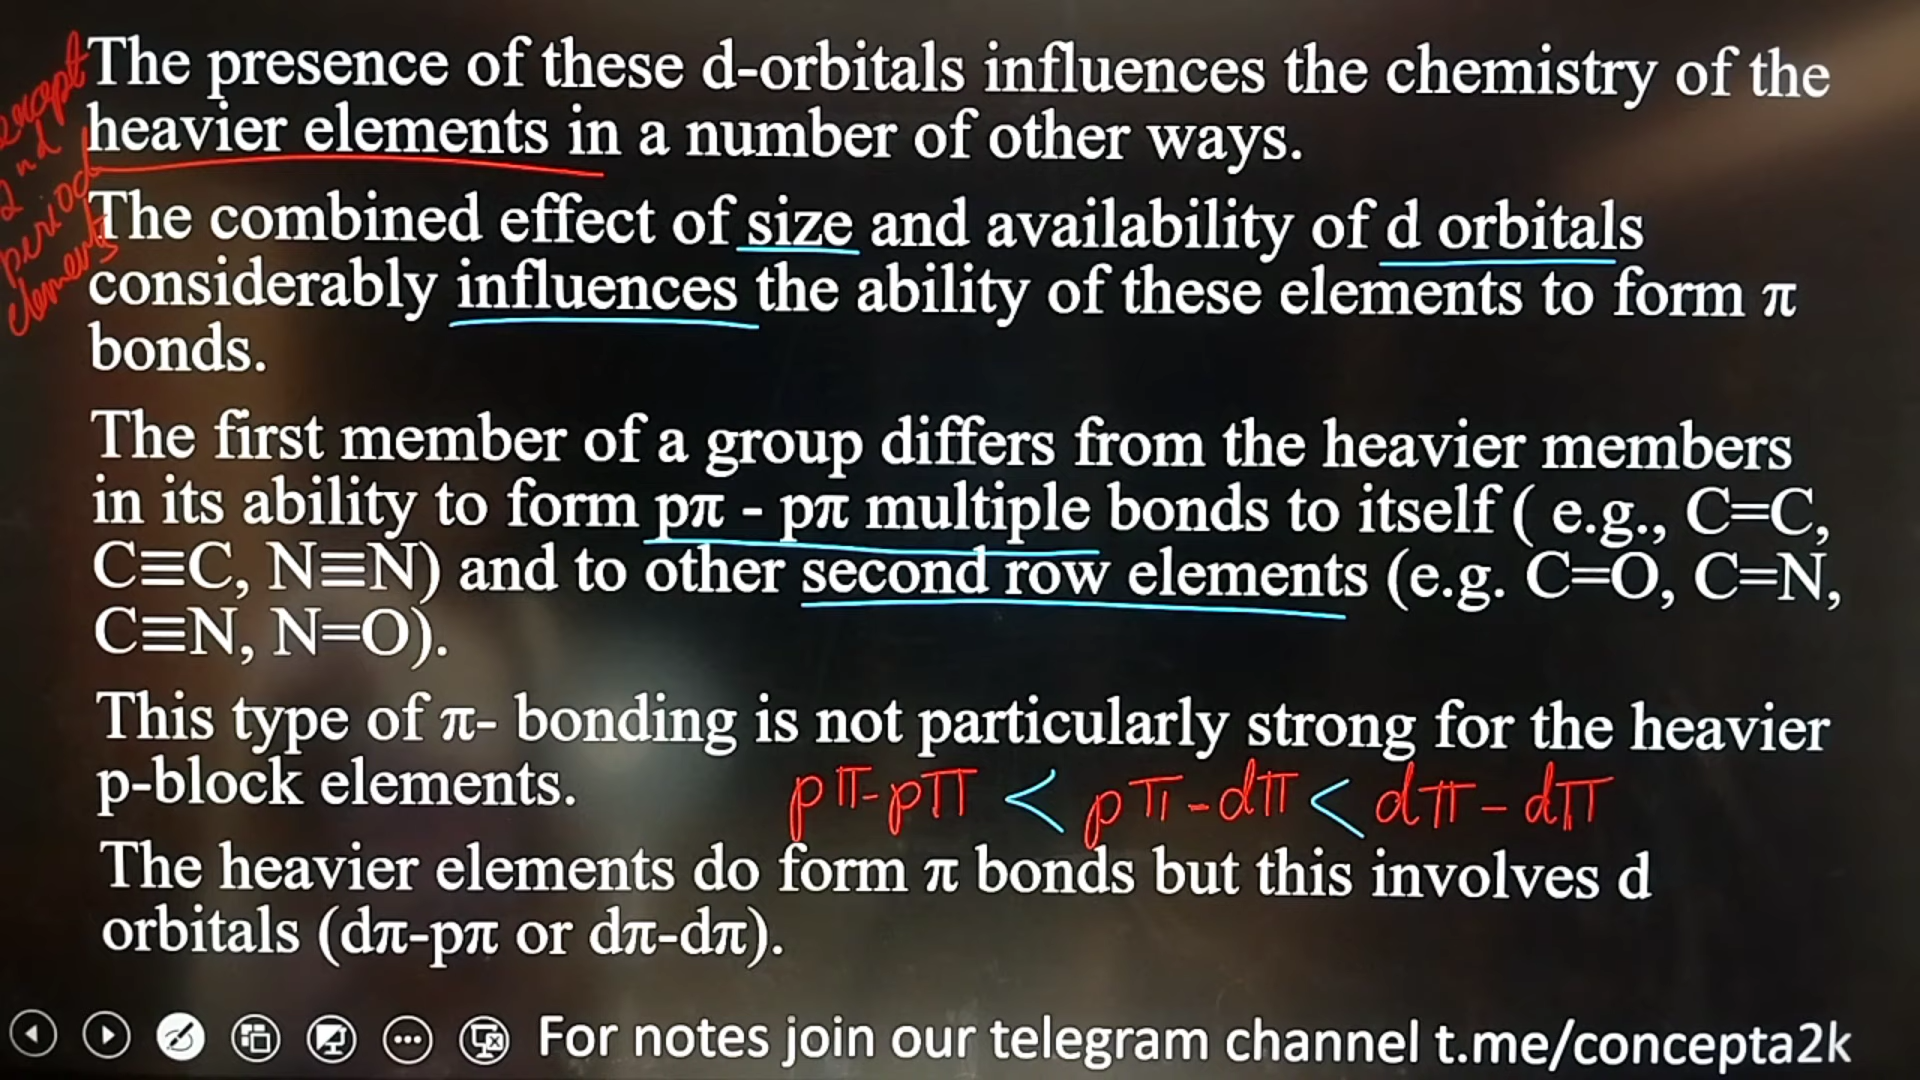 The presence of these d-orbitals influences the chemistry of the
heavier elements in a number of other ways.
except
2nd
period
elements
The combined effect of size and availability of d orbitals
considerably influences the ability of these elements to form π
bonds.
The first member of a group differs from the heavier members
in its ability to form pπ - pπ multiple bonds to itself ( e.g., C=C,
C≡C, N≡N) and to other second row elements (e.g. C=O, C=N,
C≡N, N=O).
This type of π- bonding is not particularly strong for the heavier
p-block elements.
pπ-pπ < pπ-dπ < dπ-dπ
The heavier elements do form π bonds but this involves d
orbitals (dπ-pπ or dπ-dπ).
For notes join our telegram channel t.me/concepta2k